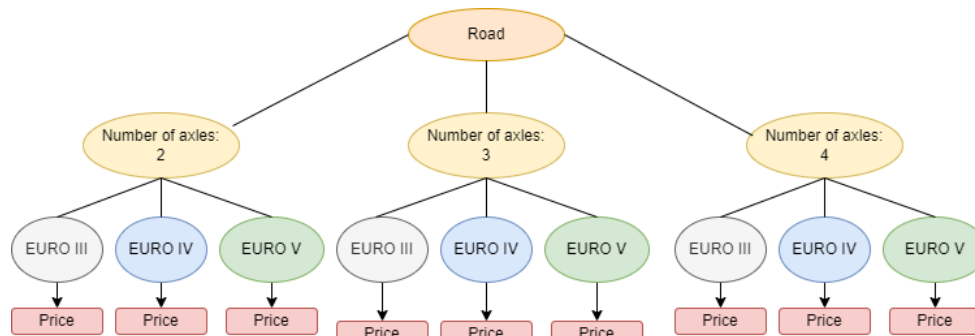 Road
Number of axles:
2
Number of axles:
3
Number of axles:
4
EURO III
EURO IV
EURO V
EURO III
EURO IV
EURO V
EURO III
EURO IV
EURO V
Price
Price
Price
Price
Price
Price
Price
Price
Price